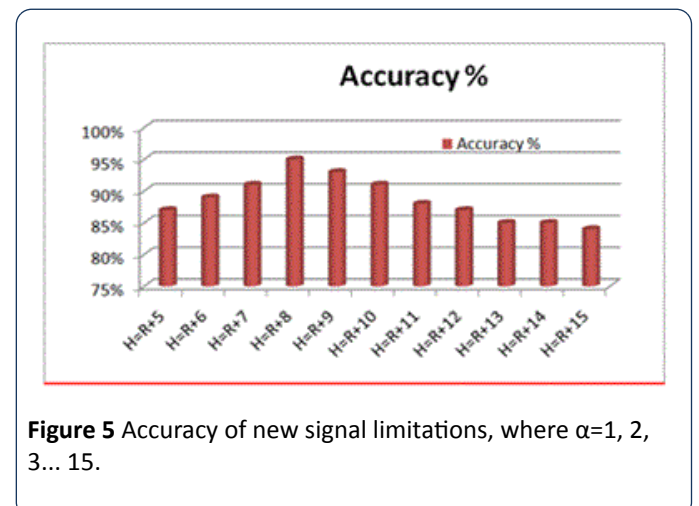 Accuracy %
Accuracy %
100%
95%
90%
85%
80%
75%
H=R+5
H=R+6
H=R+7
H=R+8
H=R+9
H=R+10
H=R+11
H=R+12
H=R+13
H=R+14
H=R+15
Figure 5 Accuracy of new signal limitations, where α=1, 2,
3... 15.